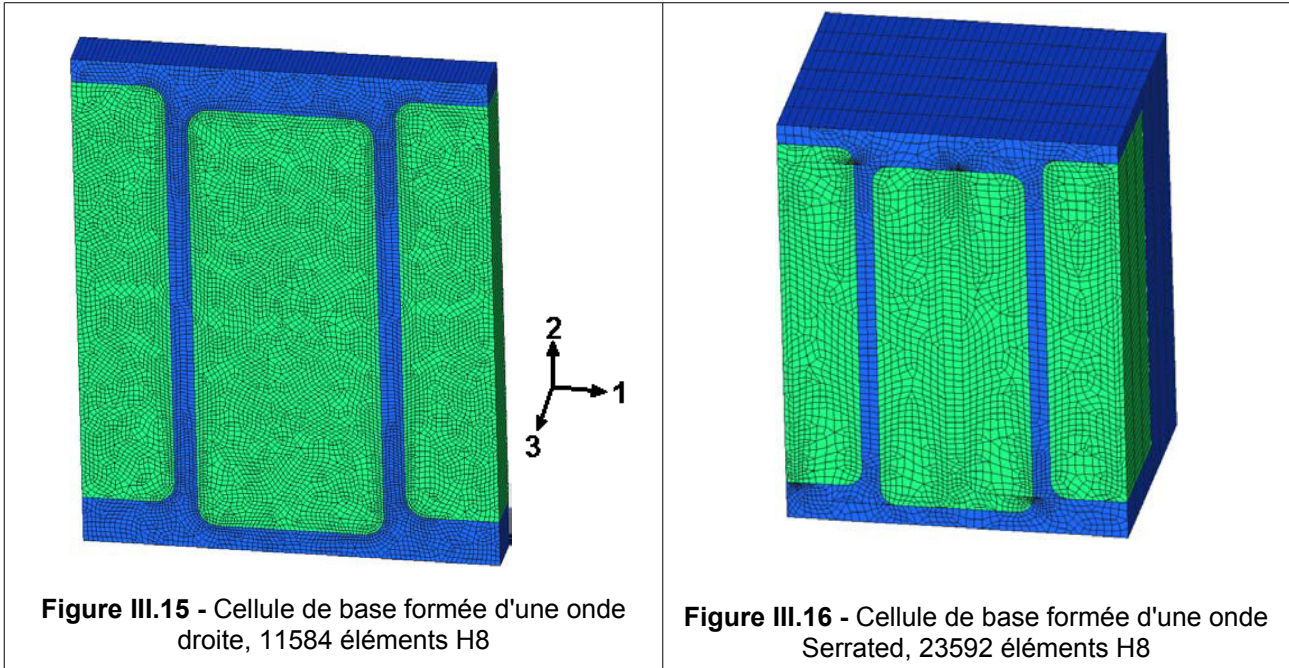 2
1
3
Figure III.15 - Cellule de base formée d'une onde
droite, 11584 éléments H8
Figure III.16 - Cellule de base formée d'une onde
Serrated, 23592 éléments H8